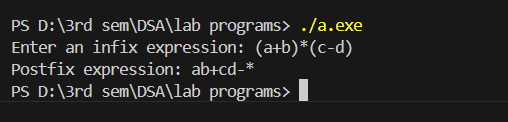 PS D:\3rd sem\DSA\lab programs> ./a.exe
Enter an infix expression: (a+b)*(c-d)
Postfix expression: ab+cd-*
PS D:\3rd sem\DSA\lab programs>